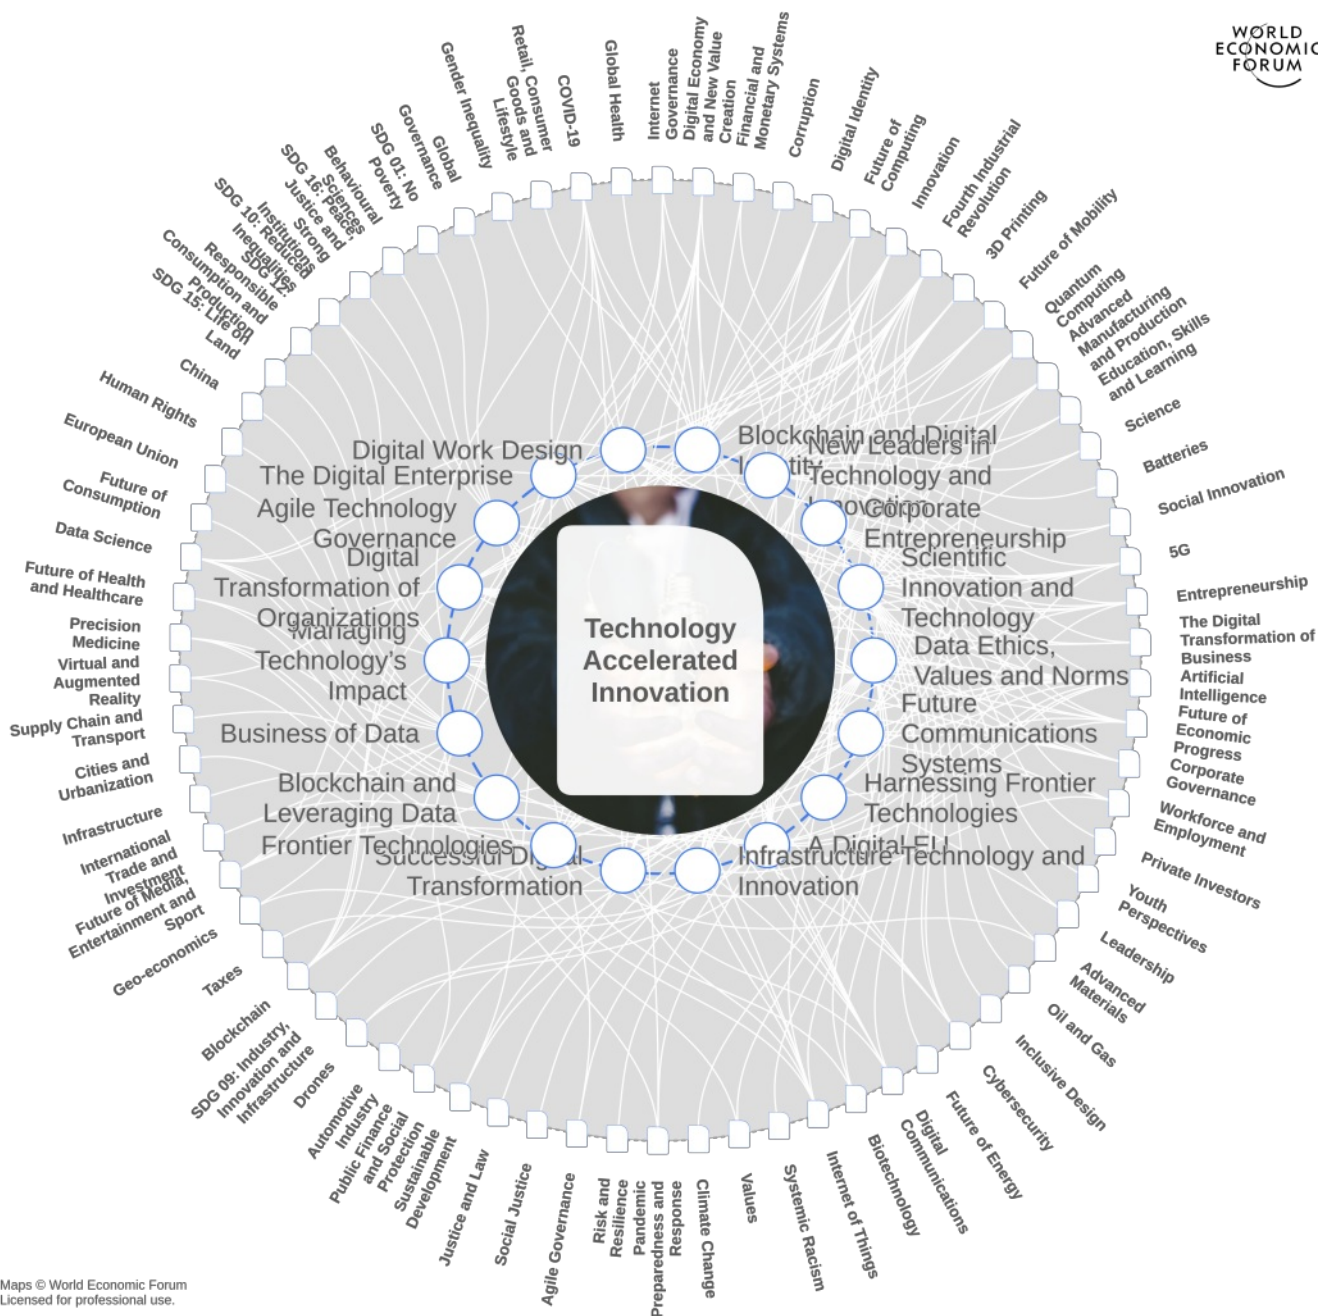 WORLD
ECONOMIC
FORUM
Gender Inequality
Retail, Consumer
Goods and
Lifestyle
COVID-19
Global Health
Internet
Governance
Digital Economy
and New Value
Creation
Financial and
Monetary Systems
Corruption
Digital Identity
Future of
Computing
Innovation
Fourth Industrial
Revolution
3D Printing
Future of Mobility
Quantum
Computing
Advanced
Manufacturing
and Production
Education, Skills
and Learning
Science
Batteries
Social Innovation
5G
Entrepreneurship
The Digital
Transformation of
Business
Artificial
Intelligence
Future of
Economic
Progress
Corporate
Governance
Workforce and
Employment
Private Investors
Youth
Perspectives
Leadership
Advanced
Materials
Oil and Gas
Inclusive Design
Cybersecurity
Future of Energy
Digital
Communications
Biotechnology
Internet of Things
Systemic Racism
Values
Climate Change
Pandemic
Preparedness and
Response
Risk and
Resilience
Agile Governance
Social Justice
Justice and Law
Sustainable
Development
Public Finance
and Social
Protection
Automotive
Industry
Drones
SDG 09: Industry,
Innovation and
Infrastructure
Blockchain
Taxes
Geo-economics
Future of Media,
Entertainment and
Sport
International
Trade and
Investment
Infrastructure
Cities and
Urbanization
Supply Chain and
Transport
Virtual and
Augmented
Reality
Precision
Medicine
Future of Health
and Healthcare
Data Science
Future of
Consumption
European Union
Human Rights
China
SDG 15: Life on
Land
SDG 12:
Responsible
Consumption and
Production
SDG 10: Reduced
Inequalities
SDG 16: Peace,
Justice and
Strong
Institutions
Behavioural
Sciences
SDG 01: No
Poverty
Global
Governance
Blockchain and Digital
Identity
New Leaders in
Technology and
Innovation
Corporate
Entrepreneurship
Scientific
Innovation and
Technology
Data Ethics,
Values and Norms
Future
Communications
Systems
Harnessing Frontier
Technologies
A Digital EU
Infrastructure Technology and
Innovation
Successful Digital
Transformation
Frontier Technologies
Blockchain and
Leveraging Data
Business of Data
Managing
Technology's
Impact
Digital
Transformation of
Organizations
Agile Technology
Governance
The Digital Enterprise
Digital Work Design
Technology
Accelerated
Innovation
Maps © World Economic Forum
Licensed for professional use.